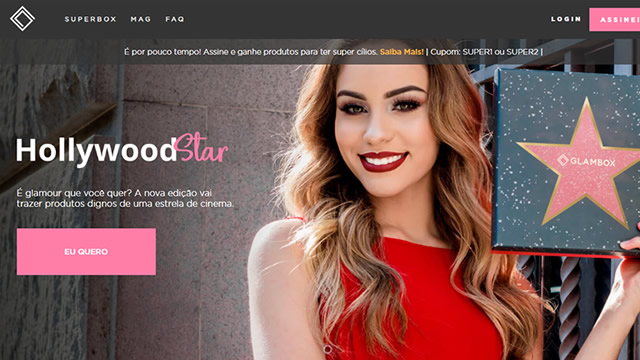 SUPERBOX MAG FAQ LOGIN ASSINE
É por pouco tempo! Assine e ganhe produtos para ter super cílios. Saiba Mais! | Cupom: SUPER1 ou SUPER2 |
Hollywood Star
É glamour que você quer? A nova edição vai
trazer produtos dignos de uma estrela de cinema.
EU QUERO
GLAMBOX